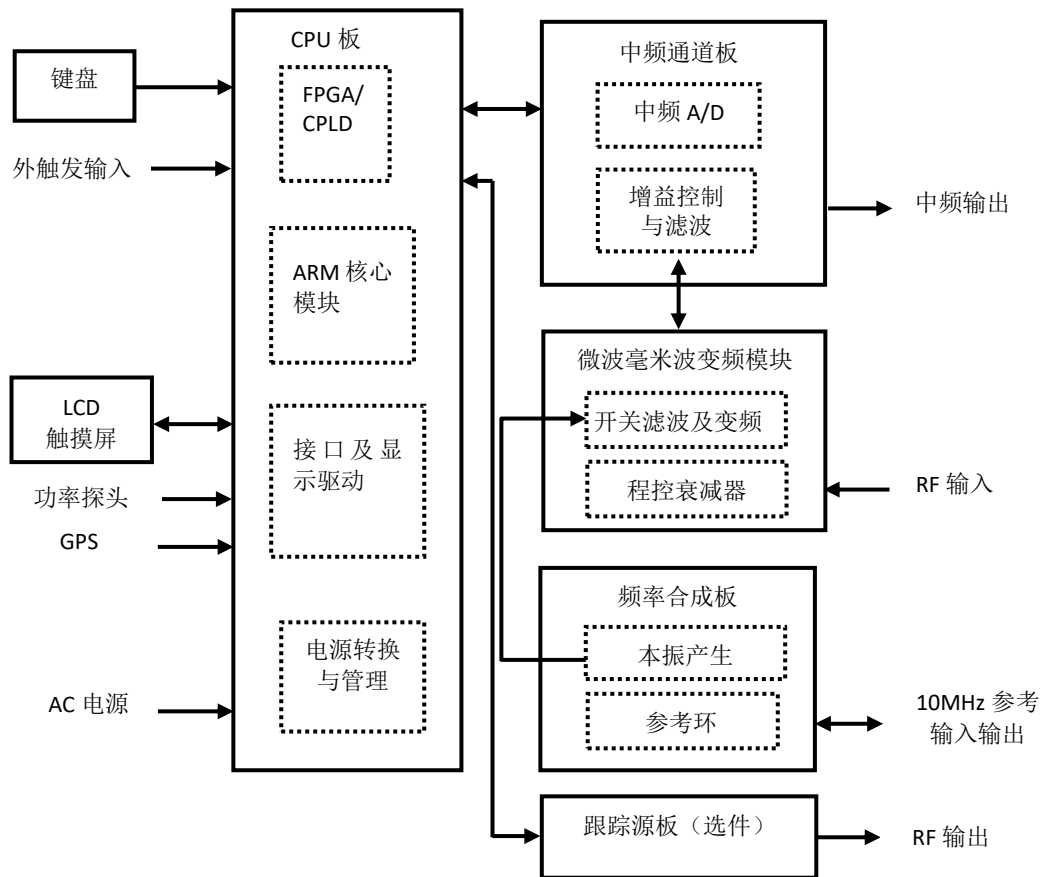 CPU 板
键盘
FPGA/
CPLD
外触发输入
ARM 核心
模块
LCD
触摸屏
接口及显
示驱动
功率探头
GPS
电源转换
与管理
AC 电源
中频通道板
中频 A/D
增益控制
与滤波
中频输出
微波毫米波变频模块
开关滤波及变频
程控衰减器
RF 输入
频率合成板
本振产生
参考环
10MHz 参考
输入输出
跟踪源板（选件）
RF 输出